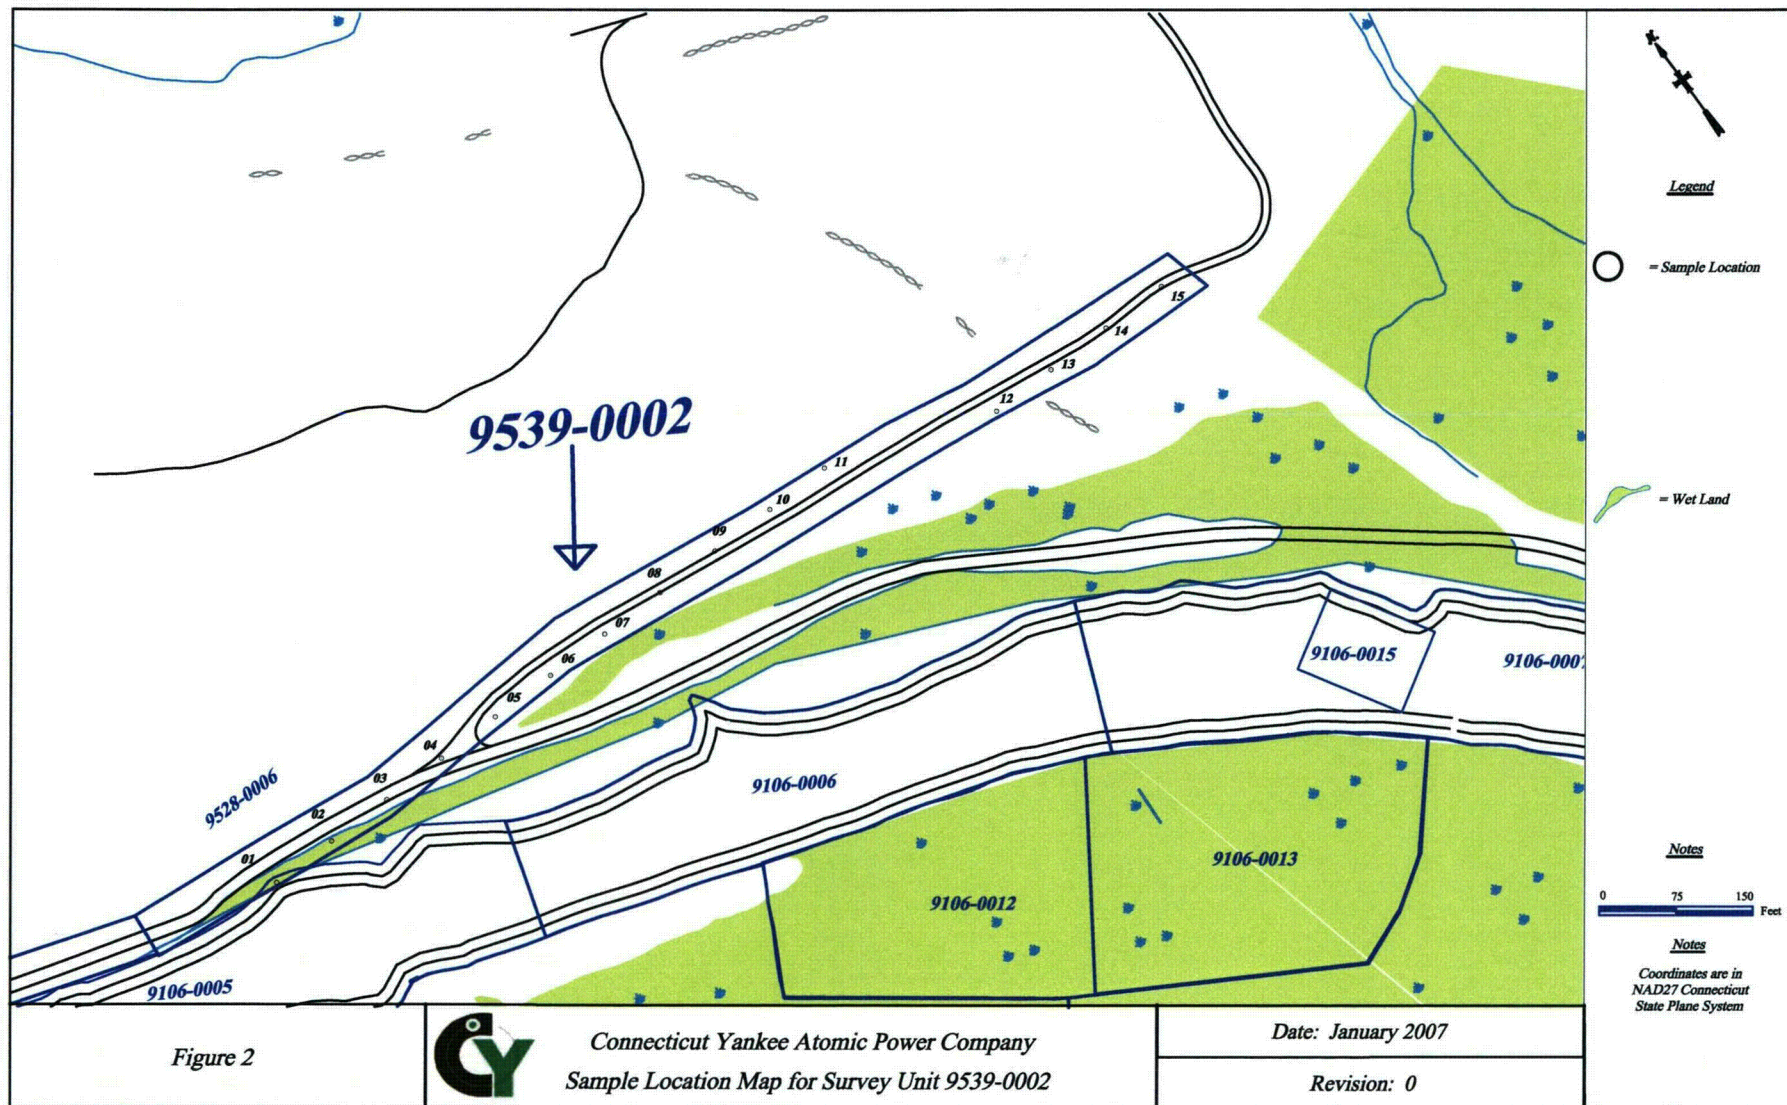 Legend
= Sample Location
15
14
13
12
9539-0002
11
= Wet Land
10
09
08
07
9106-0015
9106-0007
06
05
04
03
9528-0006
9106-0006
02
01
9106-0013
Notes
0 75 150
Feet
9106-0012
Notes
Coordinates are in
NAD27 Connecticut
State Plane System
9106-0005
Figure 2
CY
Connecticut Yankee Atomic Power Company
Sample Location Map for Survey Unit 9539-0002
Date: January 2007
Revision: 0